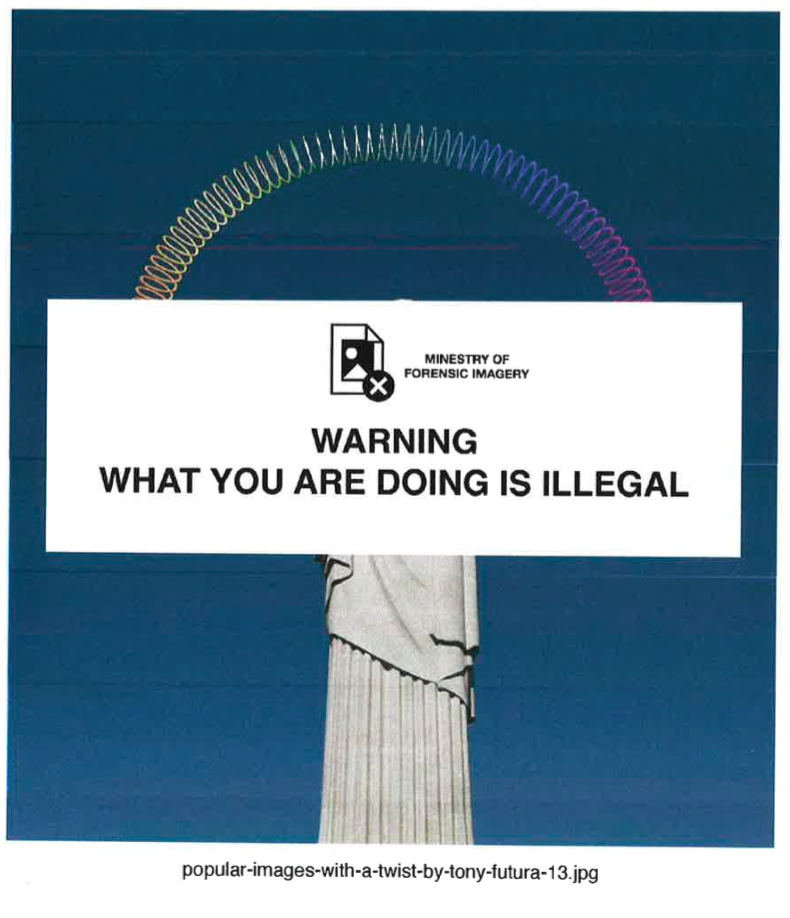 MINESTRY OF
FORENSIC IMAGERY
WARNING
WHAT YOU ARE DOING IS ILLEGAL
popular-images-with-a-twist-by-tony-futura-13.jpg